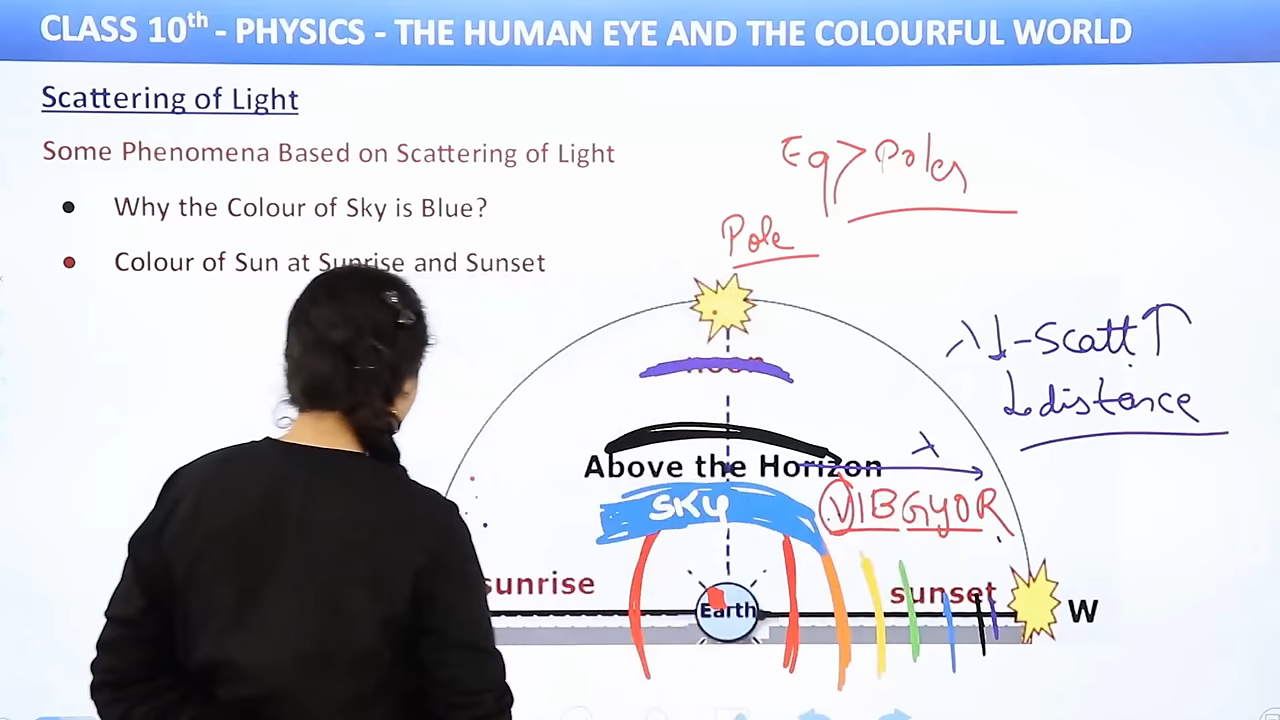 CLASS 10th - PHYSICS - THE HUMAN EYE AND THE COLOURFUL WORLD
Scattering of Light
Some Phenomena Based on Scattering of Light
• Why the Colour of Sky is Blue?
• Colour of Sun at Sunrise and Sunset
Eq > Poles
Pole
noon
λ↓ - Scatt ↑
↳ distance
λ
Above the Horizon
SKY
VIBGYOR
sunrise
sunset
Earth
W